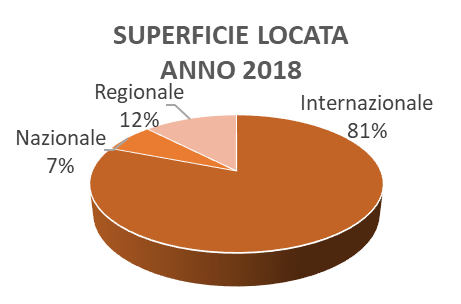 SUPERFICIE LOCATA
ANNO 2018
Regionale
12%
Internazionale
81%
Nazionale
7%